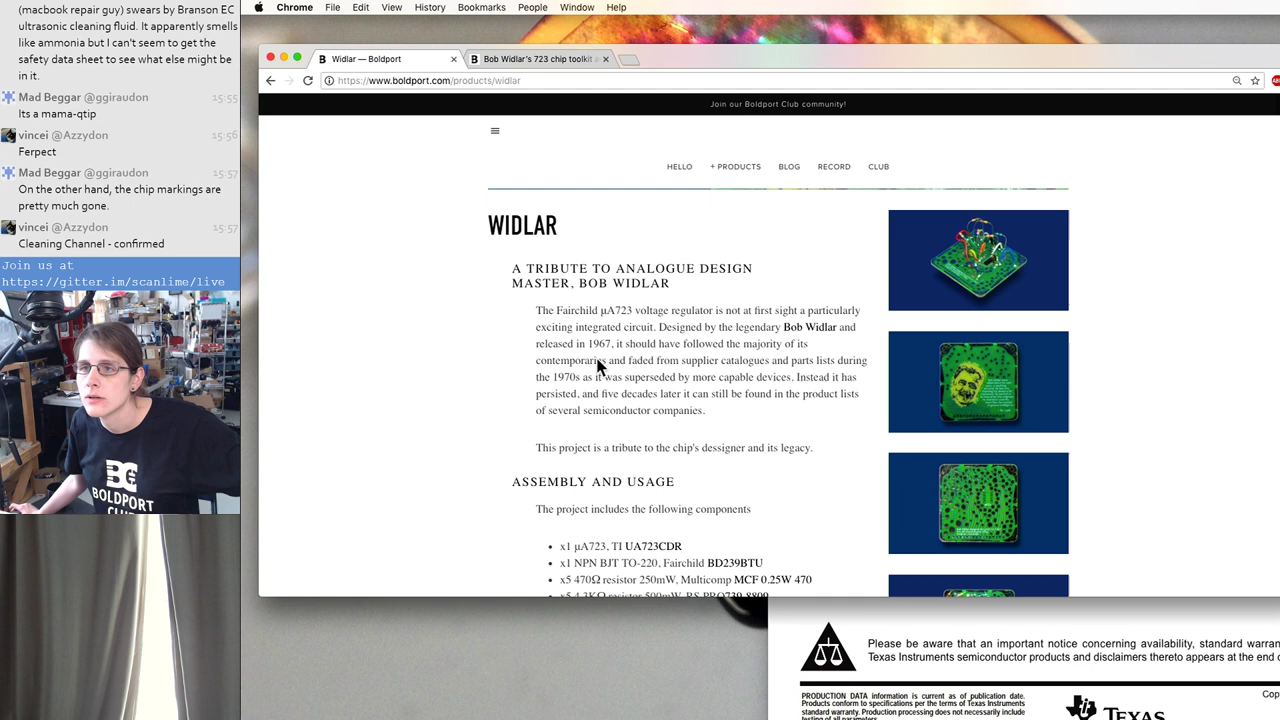 (macbook repair guy) swears by Branson EC
ultrasonic cleaning fluid. It apparently smells
like ammonia but I can't seem to get the
safety data sheet to see what else might be
in it.
Mad Beggar @ggiraudon 15:55
Its a mama-qtip
vincei @Azzydon 15:56
Ferpect
Mad Beggar @ggiraudon 15:57
On the other hand, the chip markings are
pretty much gone.
vincei @Azzydon 15:57
Cleaning Channel - confirmed
Join us at
https://gitter.im/scanlime/live
BOLDPORT
CLUB
Chrome File Edit View History Bookmarks People Window Help
Widlar — Boldport
Bob Widlar's 723 chip toolkit
https://www.boldport.com/products/widlar
Join our Boldport Club community!
HELLO + PRODUCTS BLOG RECORD CLUB
WIDLAR
A TRIBUTE TO ANALOGUE DESIGN
MASTER, BOB WIDLAR
The Fairchild µA723 voltage regulator is not at first sight a particularly
exciting integrated circuit. Designed by the legendary Bob Widlar and
released in 1967, it should have followed the majority of its
contemporaries and faded from supplier catalogues and parts lists during
the 1970s as it was superseded by more capable devices. Instead it has
persisted, and five decades later it can still be found in the product lists
of several semiconductor companies.
This project is a tribute to the chip's dessigner and its legacy.
ASSEMBLY AND USAGE
The project includes the following components
x1 µA723, TI UA723CDR
x1 NPN BJT TO-220, Fairchild BD239BTU
x5 470Ω resistor 250mW, Multicomp MCF 0.25W 470
x5 4.3KΩ resistor 500mW, RS PRO 739-8809
Please be aware that an important notice concerning availability, standard warran
Texas Instruments semiconductor products and disclaimers thereto appears at the end o
PRODUCTION DATA information is current as of publication date.
Products conform to specifications per the terms of Texas Instruments
standard warranty. Production processing does not necessarily include
testing of all parameters.
Cop
TEXAS